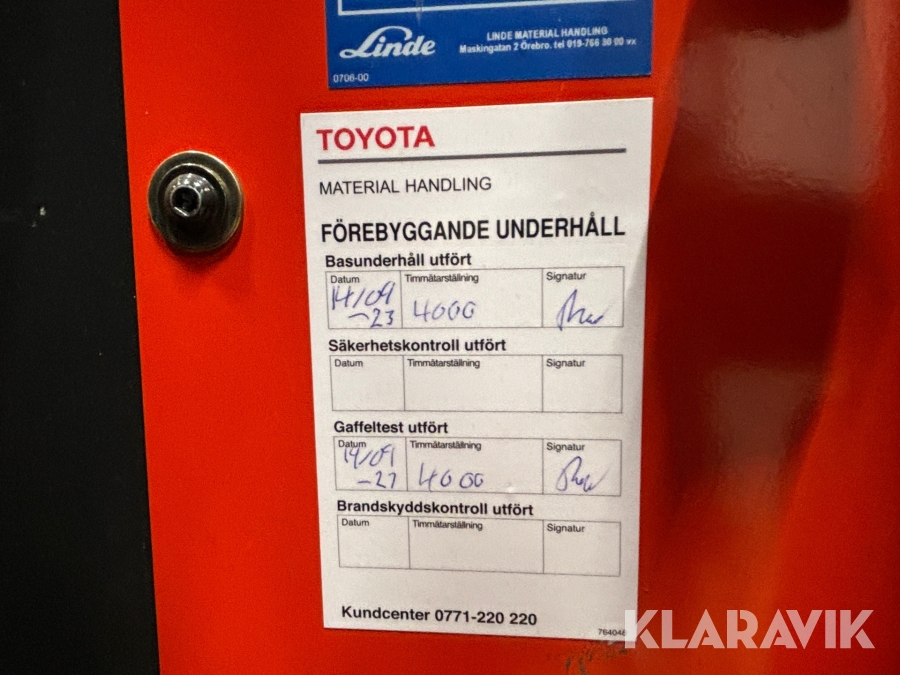 Linde
LINDE MATERIAL HANDLING
Maskingatan 2 Örebro. tel 019-766 30 00 vx
0706-00
TOYOTA
MATERIAL HANDLING
FÖREBYGGANDE UNDERHÅLL
Basunderhåll utfört
Datum Timmätarställning Signatur
14/09 4000
-23
Säkerhetskontroll utfört
Datum Timmätarställning Signatur
Gaffeltest utfört
Datum Timmätarställning Signatur
14/09 4000
Brandskyddskontroll utfört
Datum Timmätarställning Signatur
Kundcenter 0771-220 220
KLARAVIK